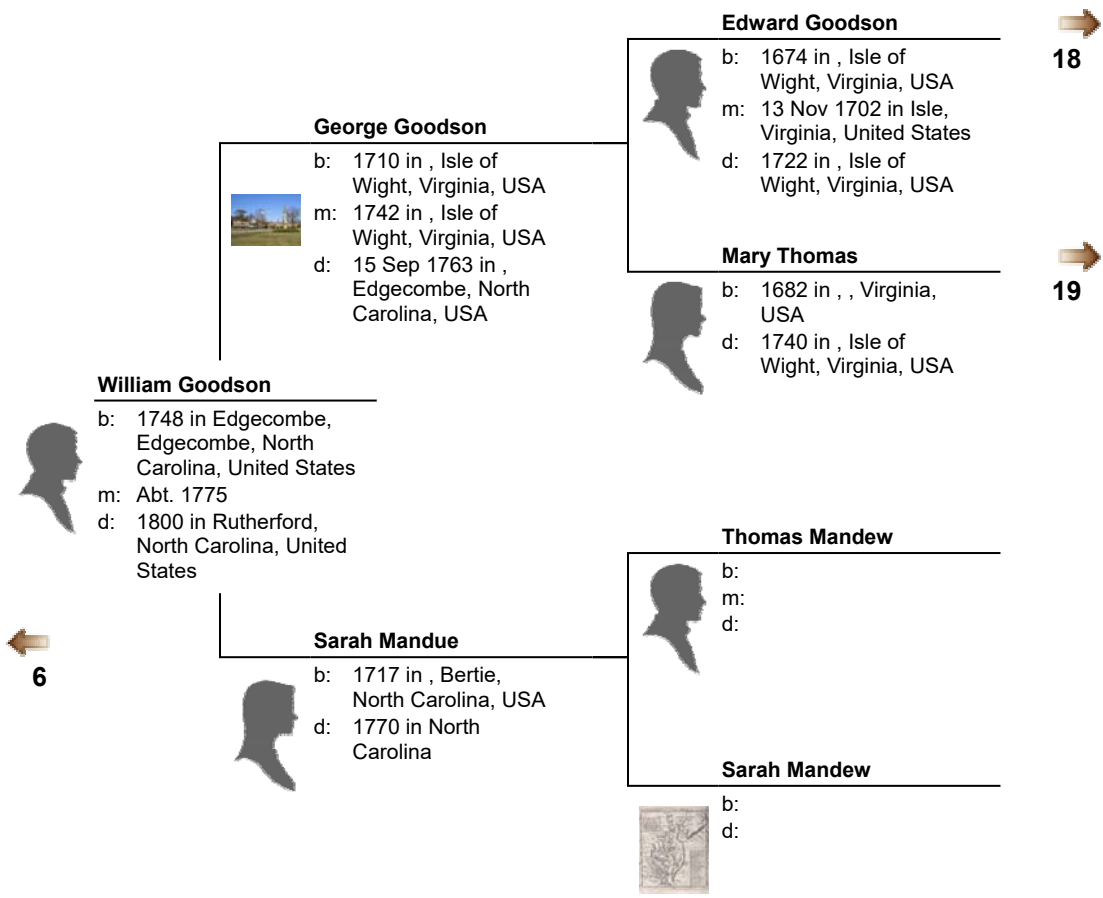 Edward Goodson
b: 1674 in , Isle of
Wight, Virginia, USA
m: 13 Nov 1702 in Isle,
Virginia, United States
d: 1722 in , Isle of
Wight, Virginia, USA
18
George Goodson
b: 1710 in , Isle of
Wight, Virginia, USA
m: 1742 in , Isle of
Wight, Virginia, USA
d: 15 Sep 1763 in ,
Edgecombe, North
Carolina, USA
Mary Thomas
b: 1682 in , , Virginia,
USA
d: 1740 in , Isle of
Wight, Virginia, USA
19
William Goodson
b: 1748 in Edgecombe,
Edgecombe, North
Carolina, United States
m: Abt. 1775
d: 1800 in Rutherford,
North Carolina, United
States
Thomas Mandew
b:
m:
d:
6
Sarah Mandue
b: 1717 in , Bertie,
North Carolina, USA
d: 1770 in North
Carolina
Sarah Mandew
b:
d: